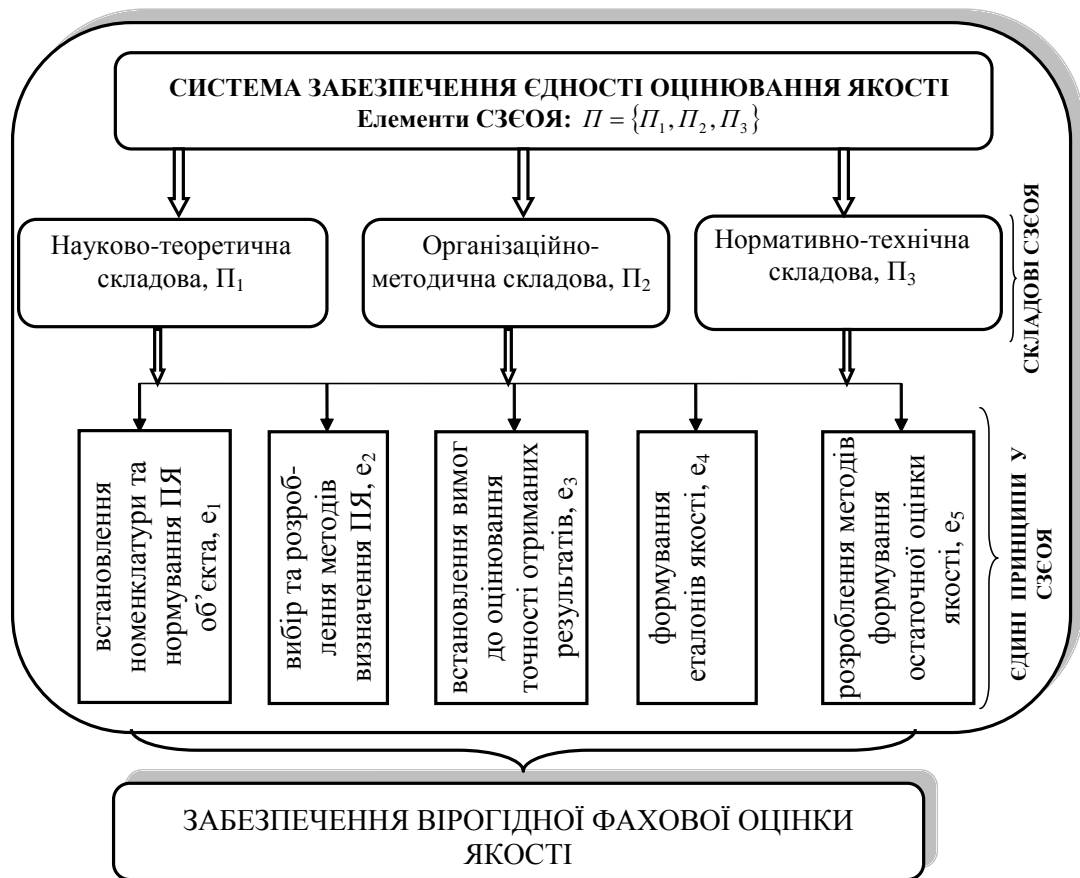 СИСТЕМА ЗАБЕЗПЕЧЕННЯ ЄДНОСТІ ОЦІНЮВАННЯ ЯКОСТІ
Елементи СЗЄОЯ: П = {П₁, П₂, П₃}
Науково-теоретична
складова, П₁
Організаційно-
методична складова, П₂
Нормативно-технічна
складова, П₃
СКЛАДОВІ СЗЄОЯ
встановлення
номенклатури та
нормування ПЯ
об’єкта, е₁
вибір та розроб-
лення методів
визначення ПЯ, е₂
встановлення вимог
до оцінювання
точності отриманих
результатів, е₃
формування
еталонів якості, е₄
розроблення методів
формування
остаточної оцінки
якості, е₅
ЄДИНІ ПРИНЦИПИ У
СЗЄОЯ
ЗАБЕЗПЕЧЕННЯ ВІРОГІДНОЇ ФАХОВОЇ ОЦІНКИ
ЯКОСТІ